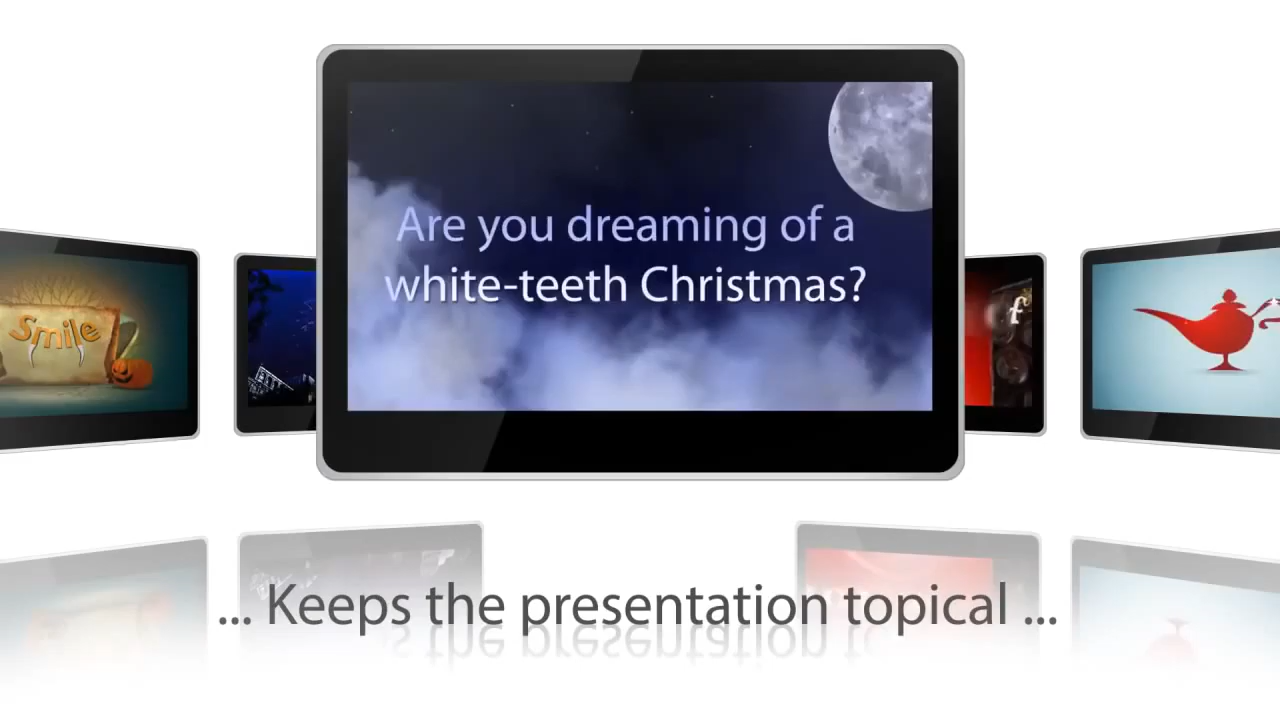 Are you dreaming of a
white-teeth Christmas?
Smile
f
... Keeps the presentation topical ...